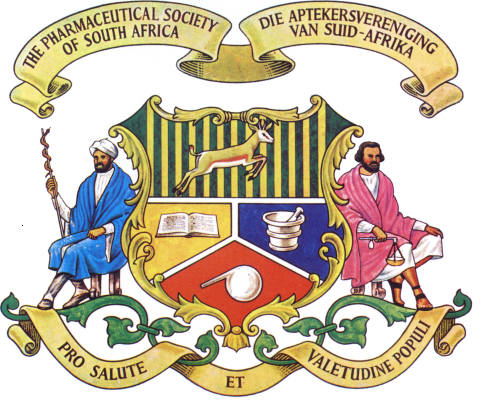 THE PHARMACEUTICAL SOCIETY
OF SOUTH AFRICA
DIE APTEKERSVERENIGING
VAN SUID-AFRIKA
PRO SALUTE
ET
VALETUDINE POPULI